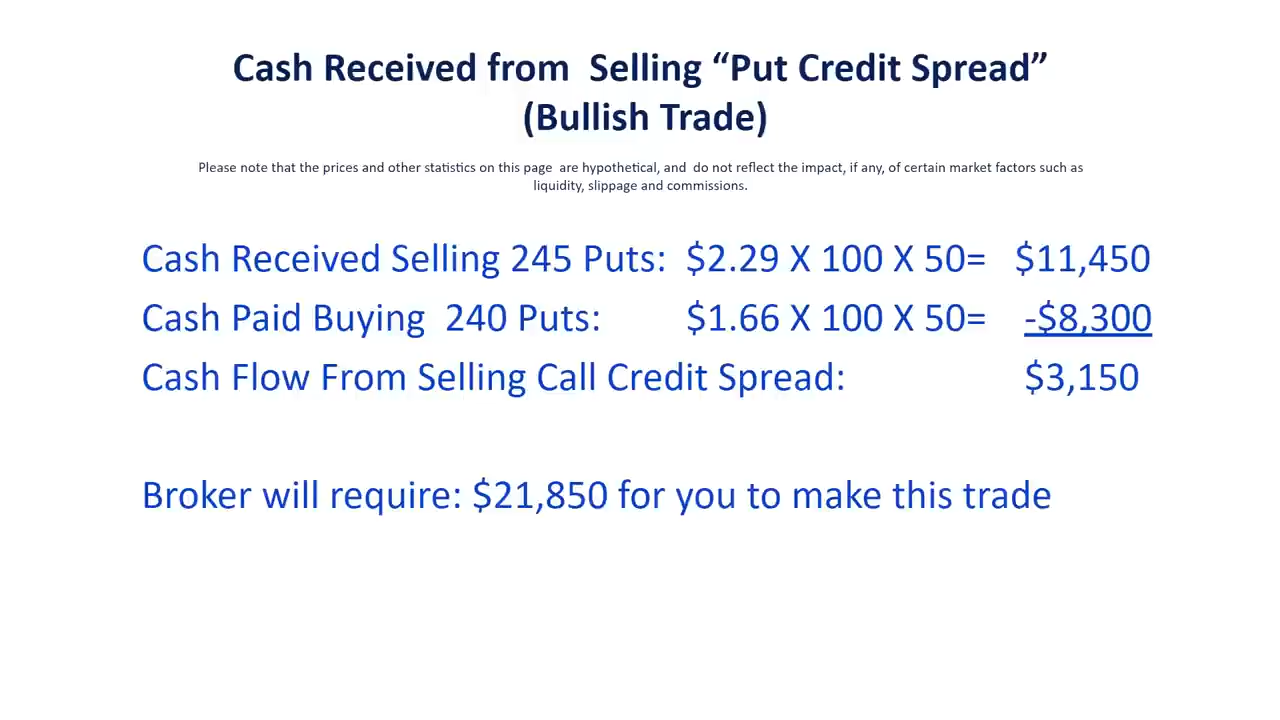 Cash Received from  Selling “Put Credit Spread”
(Bullish Trade)
Please note that the prices and other statistics on this page  are hypothetical, and  do not reflect the impact, if any, of certain market factors such as
liquidity, slippage and commissions.
Cash Received Selling 245 Puts:  $2.29 X 100 X 50=   $11,450
Cash Paid Buying  240 Puts:        $1.66 X 100 X 50=    -$8,300
Cash Flow From Selling Call Credit Spread:                  $3,150
Broker will require: $21,850 for you to make this trade